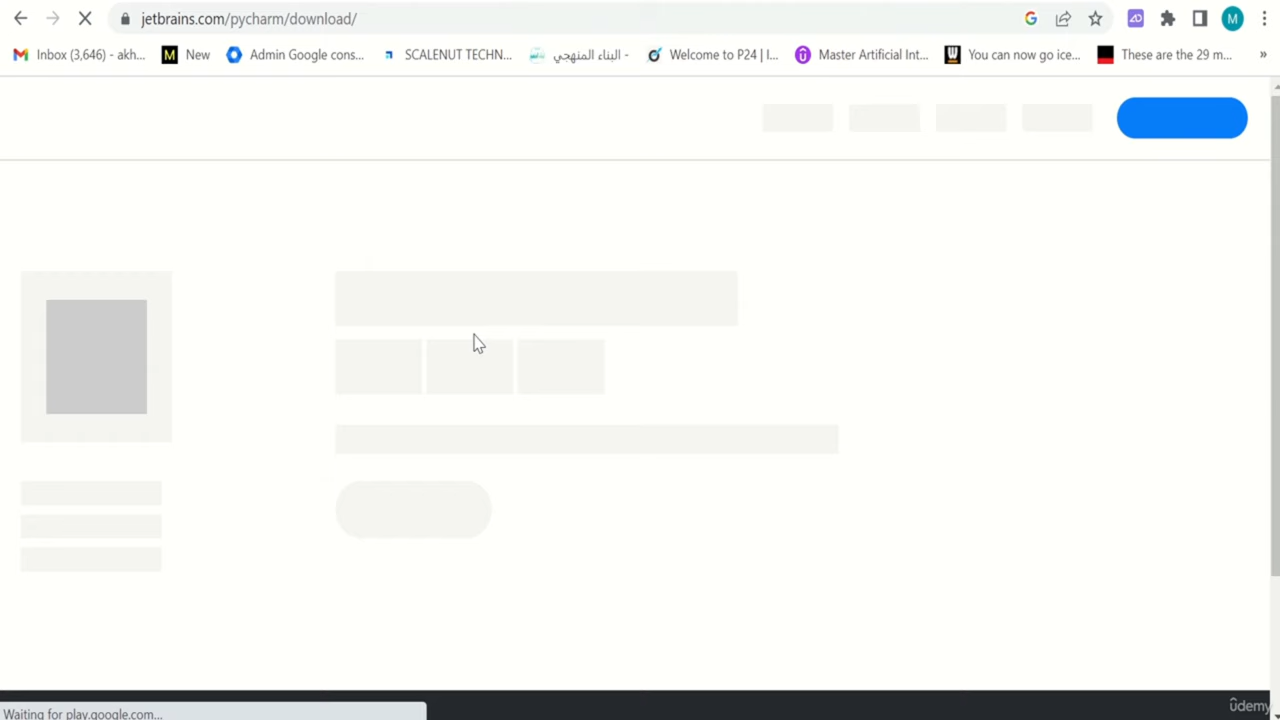 jetbrains.com/pycharm/download/
M
Inbox (3,646) - akh...
M New
Admin Google cons...
SCALENUT TECHN...
البناء المنهجي - ...
Welcome to P24 | I...
Master Artificial Int...
You can now go ice...
These are the 29 m...
»
Waiting for play.google.com...
ûdemy